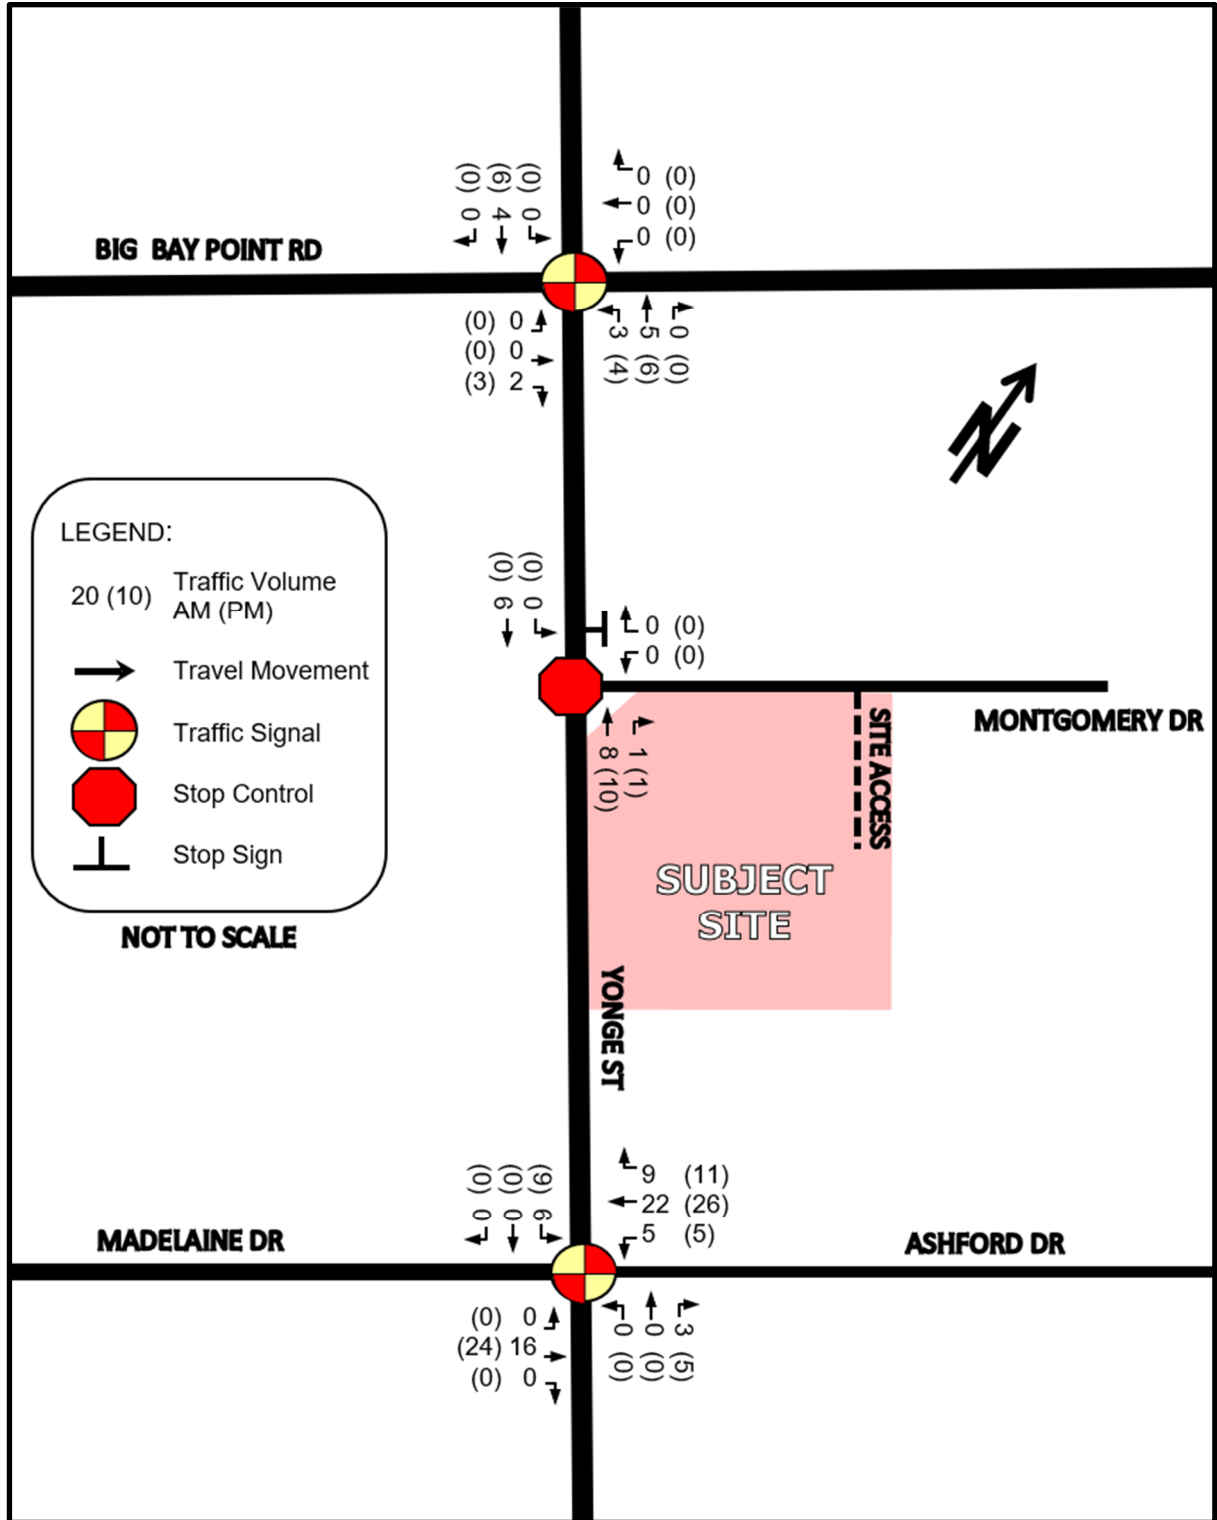 (0) 0
(6) 4
(0) 0
0 (0)
0 (0)
0 (0)
BIG BAY POINT RD
(0) 0
(0) 0
(3) 2
3 (4)
5 (6)
0 (0)
N
LEGEND:
20 (10) Traffic Volume
AM (PM)
Travel Movement
Traffic Signal
Stop Control
Stop Sign
NOT TO SCALE
(0) 6
(0) 0
0 (0)
0 (0)
MONTGOMERY DR
8 (10)
1 (1)
SITE ACCESS
SUBJECT
SITE
YONGE ST
(0) 0
(0) 0
(9) 6
9 (11)
22 (26)
5 (5)
MADELAINE DR
ASHFORD DR
(0) 0
(24) 16
(0) 0
0 (0)
0 (0)
3 (5)